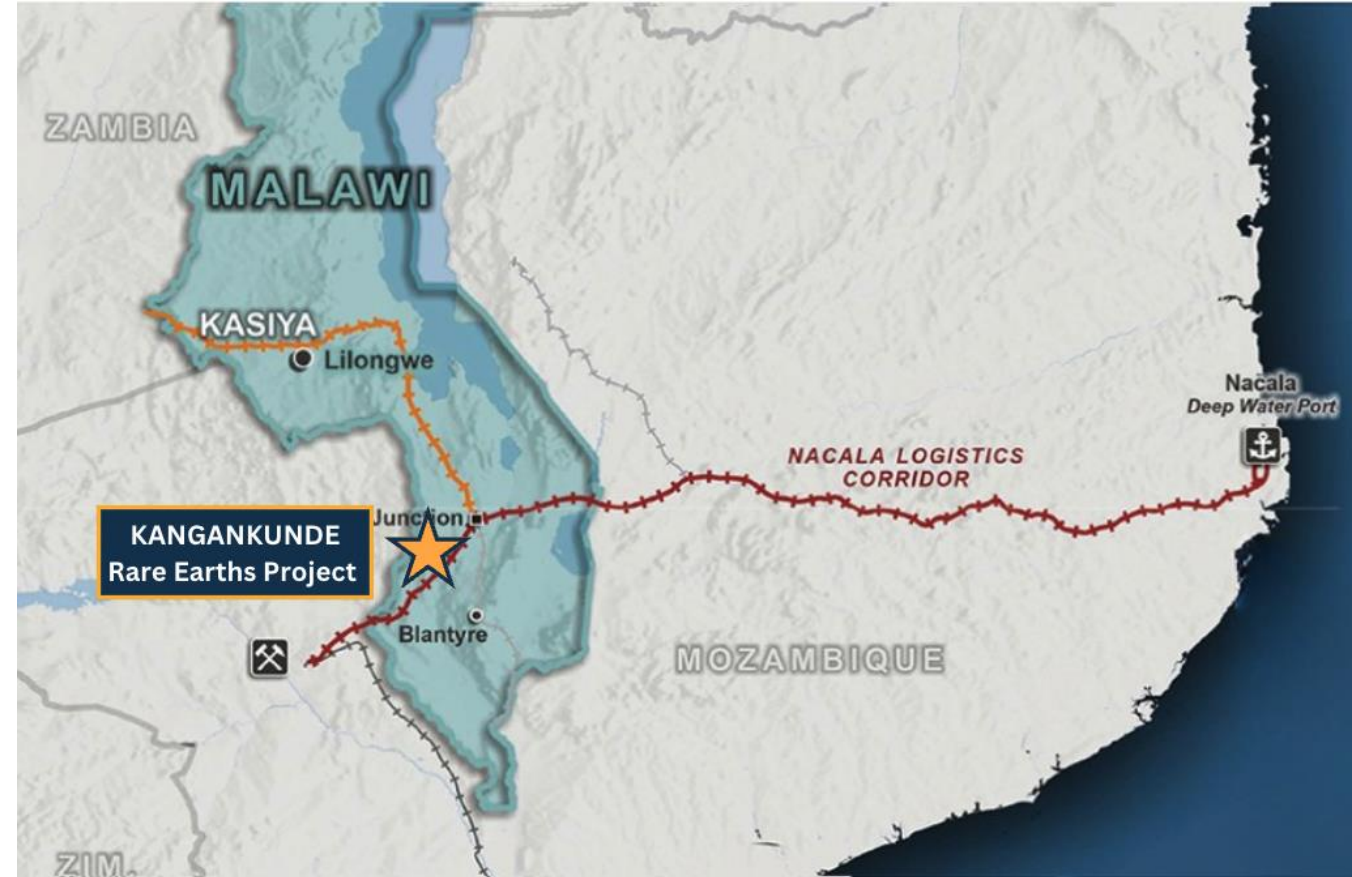 ZAMBIA
MALAWI
KASIYA
Lilongwe
Nacala
Deep Water Port
NACALA LOGISTICS
CORRIDOR
Junction
KANGANKUNDE
Rare Earths Project
Blantyre
MOZAMBIQUE
ZIM.